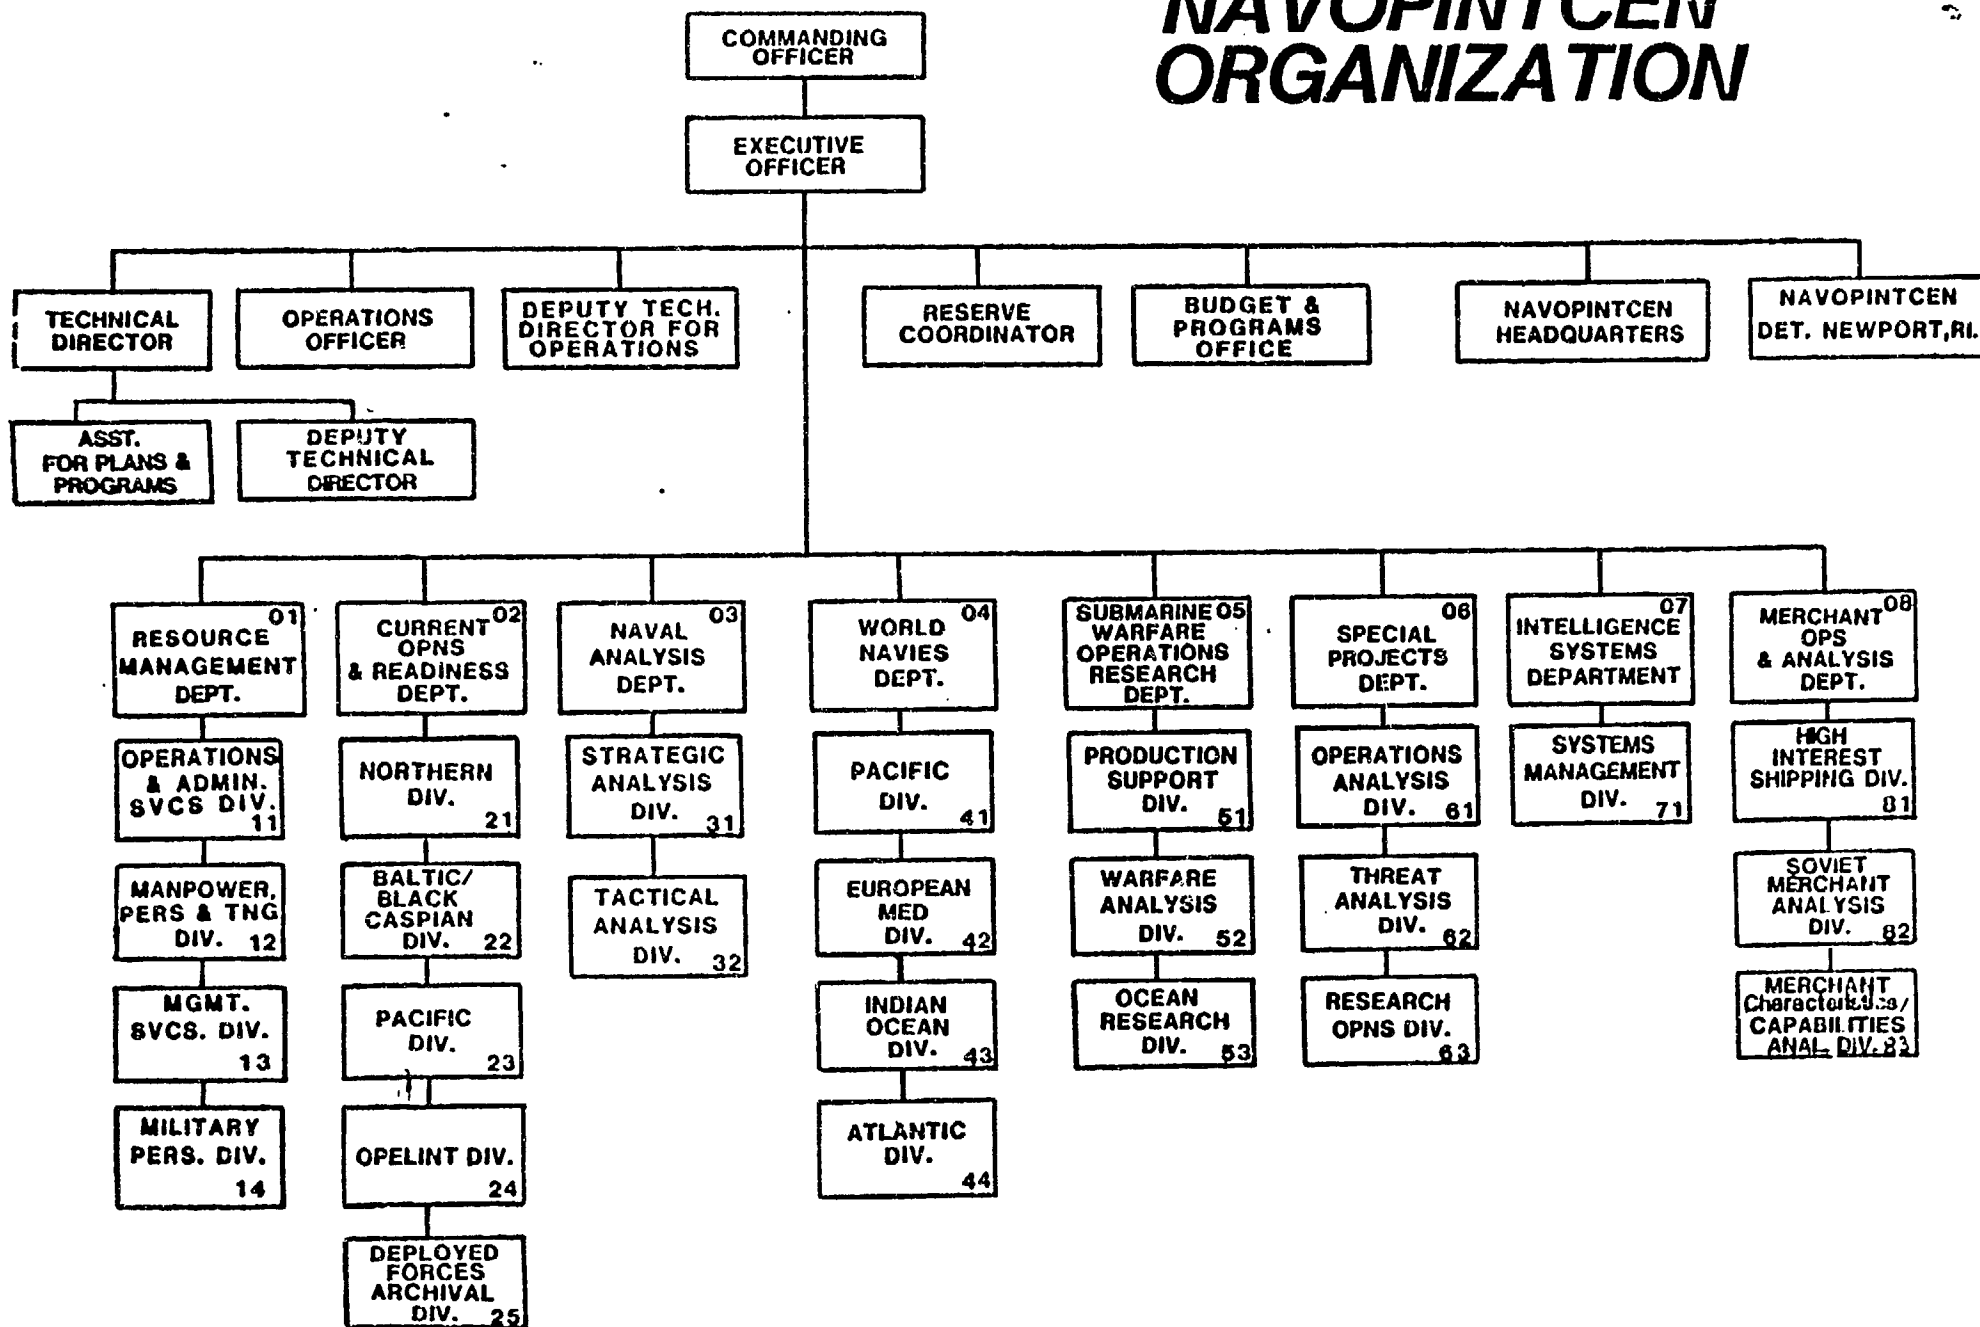 NAVOPINTCEN
ORGANIZATION
COMMANDING
OFFICER
EXECUTIVE
OFFICER
TECHNICAL
DIRECTOR
OPERATIONS
OFFICER
DEPUTY TECH.
DIRECTOR FOR
OPERATIONS
RESERVE
COORDINATOR
BUDGET &
PROGRAMS
OFFICE
NAVOPINTCEN
HEADQUARTERS
NAVOPINTCEN
DET. NEWPORT, RI.
ASST.
FOR PLANS &
PROGRAMS
DEPUTY
TECHNICAL
DIRECTOR
01
RESOURCE
MANAGEMENT
DEPT.
OPERATIONS
& ADMIN.
SVCS DIV.
11
MANPOWER,
PERS & TNG
DIV. 12
MGMT.
SVCS. DIV.
13
MILITARY
PERS. DIV.
14
02
CURRENT
OPNS
& READINESS
DEPT.
NORTHERN
DIV.
21
BALTIC/
BLACK
CASPIAN
DIV. 22
PACIFIC
DIV.
23
OPELINT DIV.
24
DEPLOYED
FORCES
ARCHIVAL
DIV. 25
03
NAVAL
ANALYSIS
DEPT.
STRATEGIC
ANALYSIS
DIV. 31
TACTICAL
ANALYSIS
DIV. 32
04
WORLD
NAVIES
DEPT.
PACIFIC
DIV.
41
EUROPEAN
MED
DIV. 42
INDIAN
OCEAN
DIV. 43
ATLANTIC
DIV.
44
SUBMARINE 05
WARFARE
OPERATIONS
RESEARCH
DEPT.
PRODUCTION
SUPPORT
DIV. 51
WARFARE
ANALYSIS
DIV. 52
OCEAN
RESEARCH
DIV. 53
06
SPECIAL
PROJECTS
DEPT.
OPERATIONS
ANALYSIS
DIV. 61
THREAT
ANALYSIS
DIV. 62
RESEARCH
OPNS DIV.
63
07
INTELLIGENCE
SYSTEMS
DEPARTMENT
SYSTEMS
MANAGEMENT
DIV. 71
08
MERCHANT
OPS
& ANALYSIS
DEPT.
HIGH
INTEREST
SHIPPING DIV.
81
SOVIET
MERCHANT
ANALYSIS
DIV. 82
MERCHANT
Characteristics/
CAPABILITIES
ANAL. DIV. 83